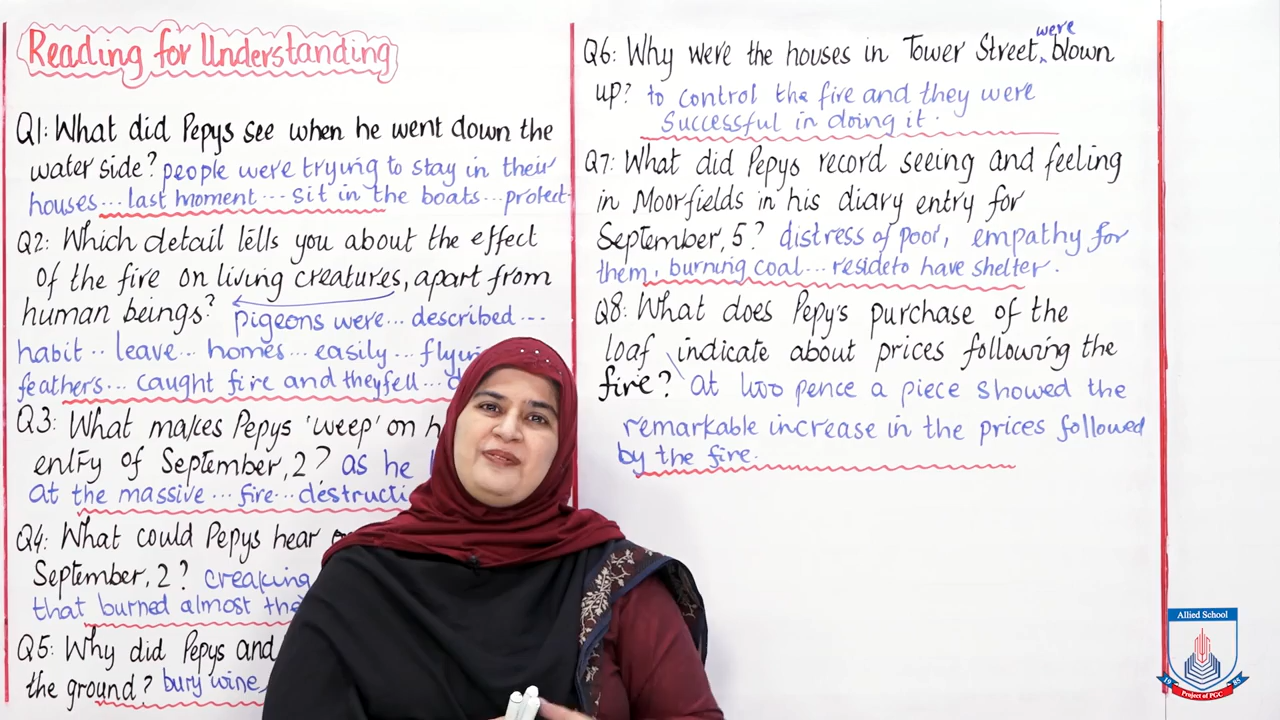 Reading for Understanding
Q1: What did Pepys see when he went down the
water side? people were trying to stay in their
houses ... last moment ... sit in the boats ... protect-
Q2: Which detail tells you about the effect
of the fire on living creatures, apart from
human beings?
pigeons were ... described ...
habit .. leave ... homes ... easily ...
feathers ... caught fire and they fell ...
Q3: What makes Pepys 'weep' on
entry of September, 2? as he
at the massive ... fire ...
Q4: What could Pepys hear
September, 2? creaking
that burned almost
Q5: Why did Pepys and
the ground? bury wine,
were
Q6: Why were the houses in Tower Street, blown
up? to control the fire and they were
Successful in doing it.
Q7: What did Pepys record seeing and feeling
in Moorfields in his diary entry for
September, 5? distress of poor, empathy for
them, burning coal ... reside to have shelter.
Q8: What does Pepy's purchase of the
loaf indicate about prices following the
fire? at two pence a piece showed the
remarkable increase in the prices followed
by the fire.
Allied School
19 85
Project of PGC